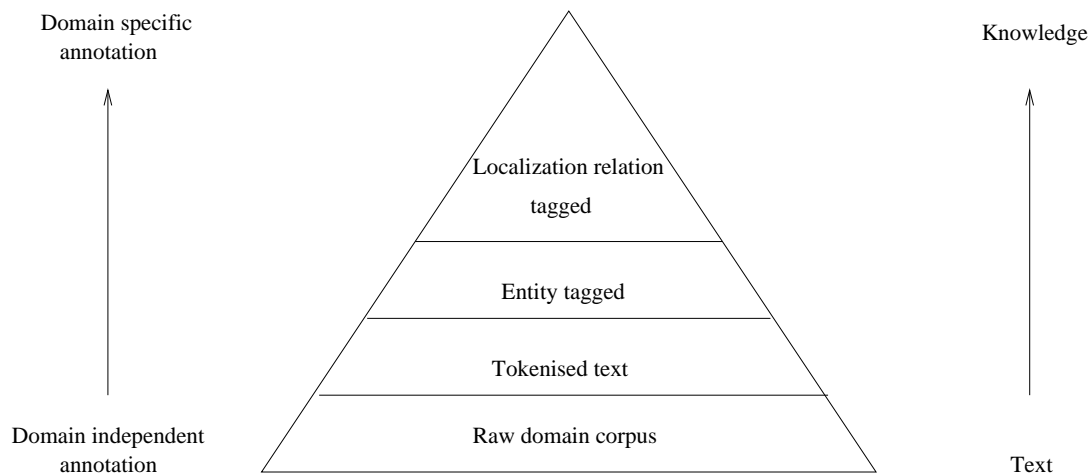 Domain specific
annotation
Knowledge
Localization relation
tagged
Entity tagged
Tokenised text
Raw domain corpus
Domain independent
annotation
Text